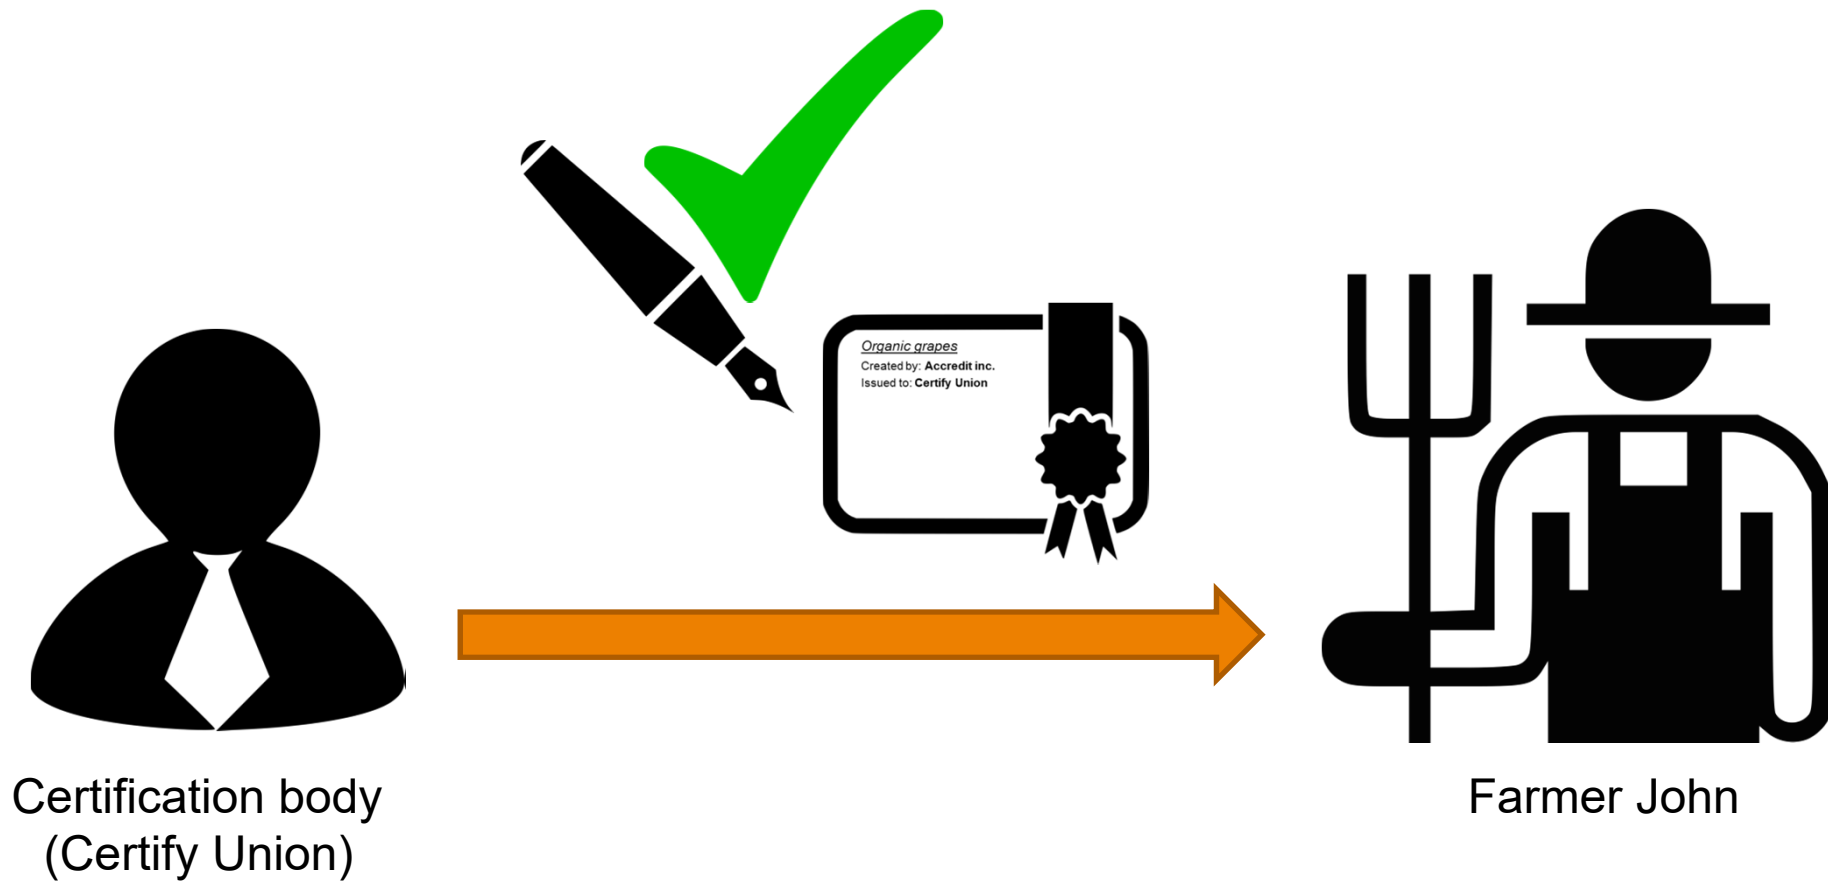 Organic grapes
Created by: Accredit inc.
Issued to: Certify Union
Certification body
(Certify Union)
Farmer John